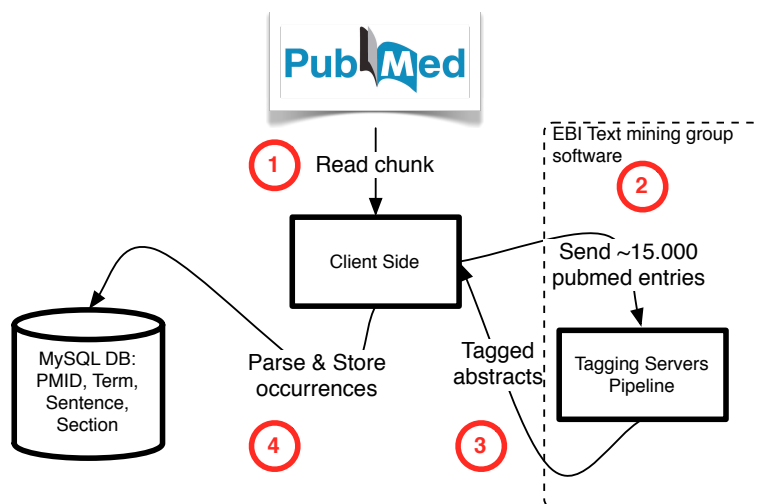 PubMed
EBI Text mining group
software
1
Read chunk
2
Client Side
Send ~15.000
pubmed entries
MySQL DB:
PMID, Term,
Sentence,
Section
Parse & Store
occurrences
Tagged
abstracts
Tagging Servers
Pipeline
4
3